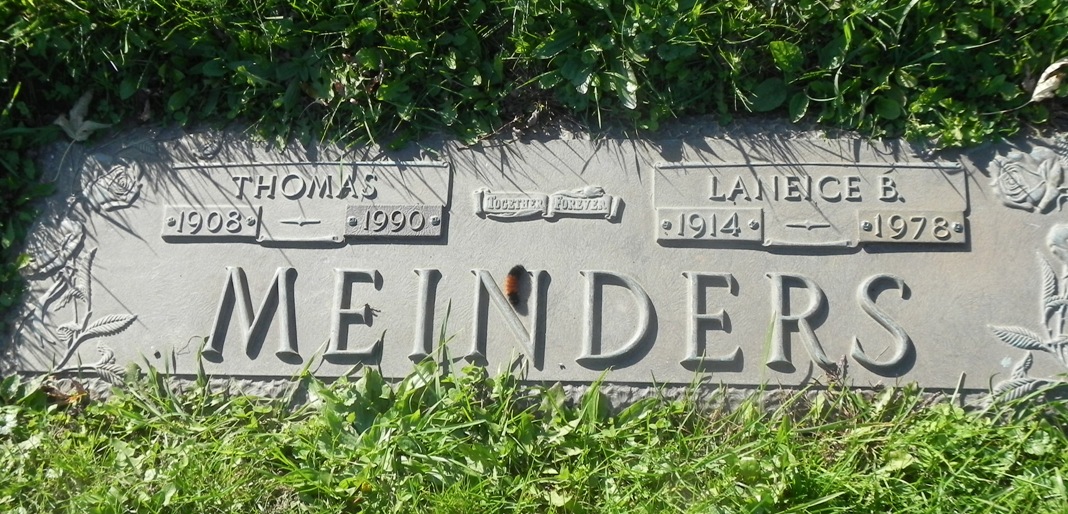 THOMAS
1908 1990
TOGETHER FOREVER
LANEICE B.
1914 1978
MEINDERS